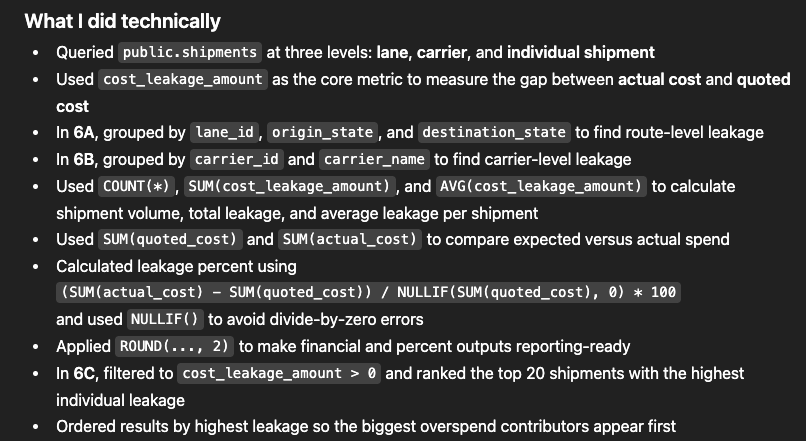 What I did technically
• Queried public.shipments at three levels: lane, carrier, and individual shipment
• Used cost_leakage_amount as the core metric to measure the gap between actual cost and quoted
cost
• In 6A, grouped by lane_id, origin_state, and destination_state to find route-level leakage
• In 6B, grouped by carrier_id and carrier_name to find carrier-level leakage
• Used COUNT(*), SUM(cost_leakage_amount), and AVG(cost_leakage_amount) to calculate
shipment volume, total leakage, and average leakage per shipment
• Used SUM(quoted_cost) and SUM(actual_cost) to compare expected versus actual spend
• Calculated leakage percent using
(SUM(actual_cost) - SUM(quoted_cost)) / NULLIF(SUM(quoted_cost), 0) * 100
and used NULLIF() to avoid divide-by-zero errors
• Applied ROUND(..., 2) to make financial and percent outputs reporting-ready
• In 6C, filtered to cost_leakage_amount > 0 and ranked the top 20 shipments with the highest
individual leakage
• Ordered results by highest leakage so the biggest overspend contributors appear first